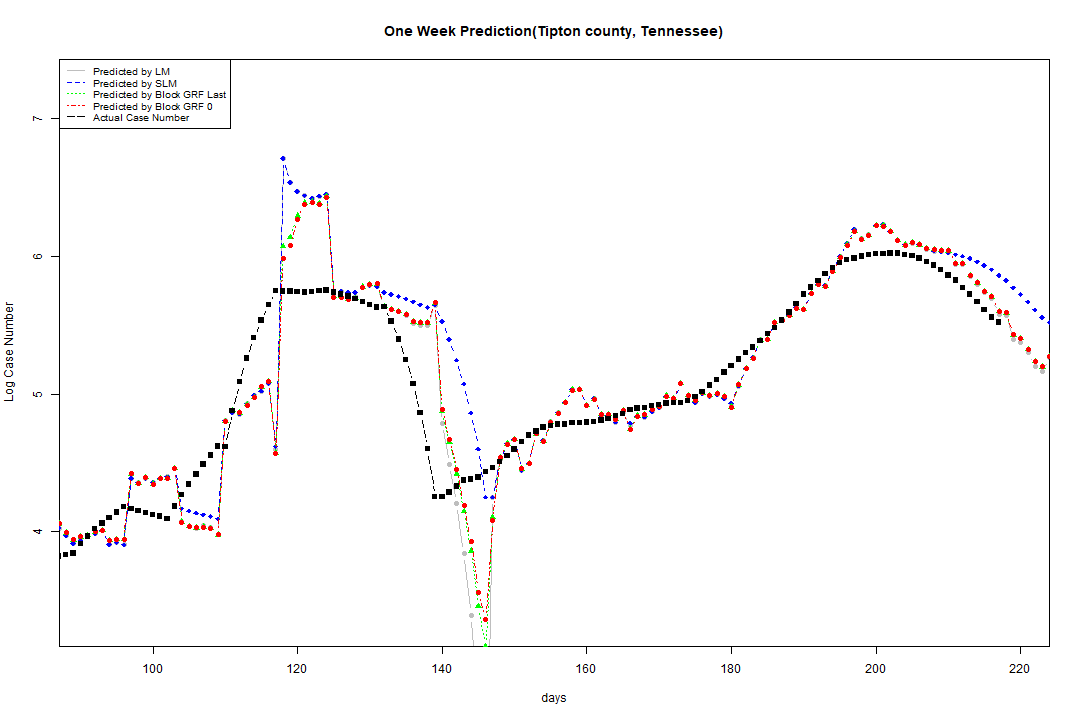 One Week Prediction(Tipton county, Tennessee)
Predicted by LM
Predicted by SLM
Predicted by Block GRF Last
Predicted by Block GRF 0
Actual Case Number
Log Case Number
7
6
5
4
100 120 140 160 180 200 220
days